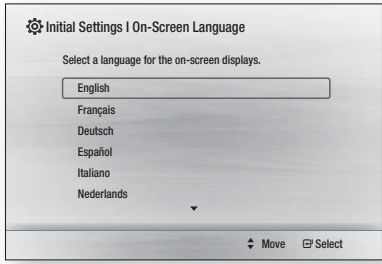 Initial Settings I On-Screen Language
Select a language for the on-screen displays.
English
Français
Deutsch
Español
Italiano
Nederlands
Move Select